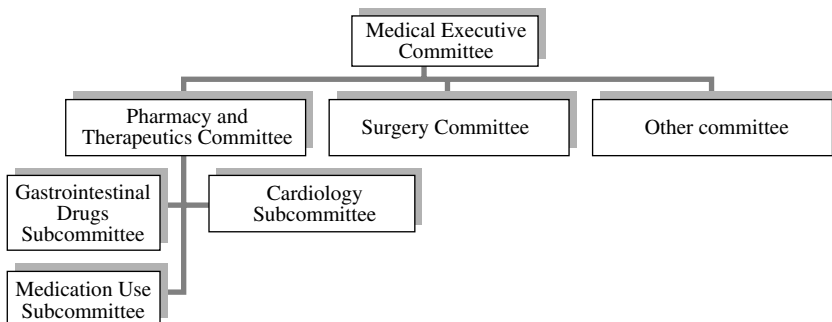 Medical Executive
Committee
Pharmacy and
Therapeutics Committee
Surgery Committee
Other committee
Gastrointestinal
Drugs
Subcommittee
Cardiology
Subcommittee
Medication Use
Subcommittee